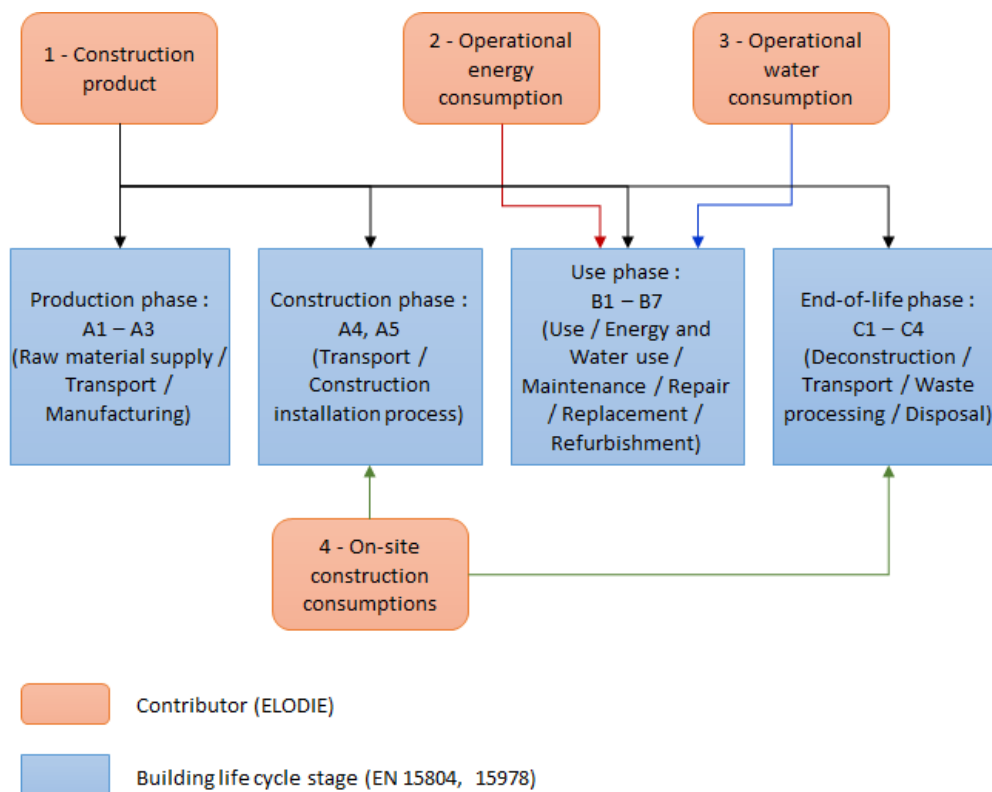 1 - Construction
product
2 - Operational
energy
consumption
3 - Operational
water
consumption
Production phase :
A1 – A3
(Raw material supply /
Transport /
Manufacturing)
Construction phase :
A4, A5
(Transport /
Construction
installation process)
Use phase :
B1 – B7
(Use / Energy and
Water use /
Maintenance / Repair
/ Replacement /
Refurbishment)
End-of-life phase :
C1 – C4
(Deconstruction /
Transport / Waste
processing / Disposal)
4 - On-site
construction
consumptions
Contributor (ELODIE)
Building life cycle stage (EN 15804, 15978)